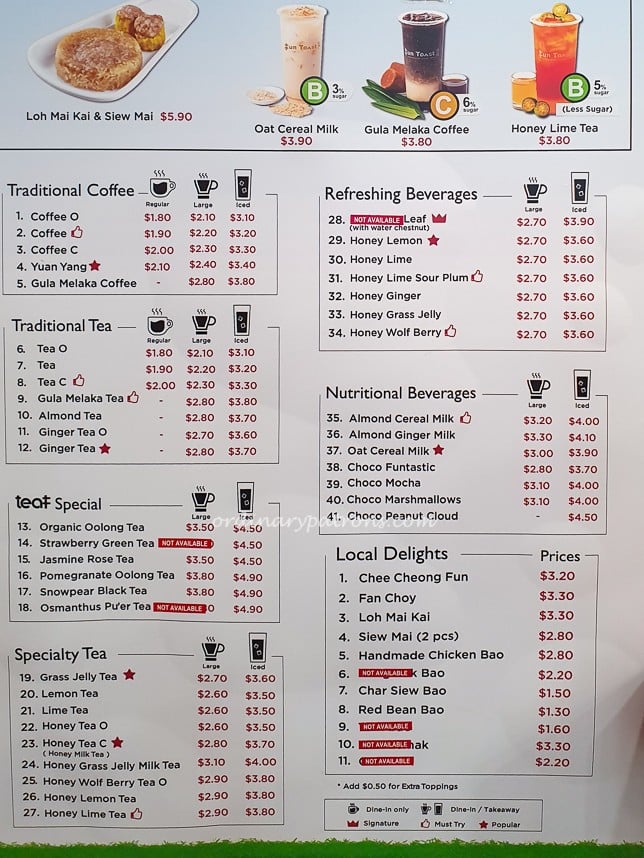 Loh Mai Kai & Siew Mai $5.90
Sun Toast
B 3% sugar
Oat Cereal Milk
$3.90
Sun Toast
C 6% sugar
Gula Melaka Coffee
$3.80
Sun Toast
B 5% sugar
(Less Sugar)
Honey Lime Tea
$3.80
Traditional Coffee
Regular Large Iced
1. Coffee O $1.80 $2.10 $3.10
2. Coffee $1.90 $2.20 $3.20
3. Coffee C $2.00 $2.30 $3.30
4. Yuan Yang $2.10 $2.40 $3.40
5. Gula Melaka Coffee - $2.80 $3.80
Traditional Tea
Regular Large Iced
6. Tea O $1.80 $2.10 $3.10
7. Tea $1.90 $2.20 $3.20
8. Tea C $2.00 $2.30 $3.30
9. Gula Melaka Tea - $2.80 $3.80
10. Almond Tea - $2.80 $3.70
11. Ginger Tea O - $2.70 $3.60
12. Ginger Tea - $2.80 $3.70
teaf Special
Large Iced
13. Organic Oolong Tea $3.50 $4.50
14. Strawberry Green Tea NOT AVAILABLE $4.50
15. Jasmine Rose Tea $3.50 $4.50
16. Pomegranate Oolong Tea $3.80 $4.90
17. Snowpear Black Tea $3.80 $4.90
18. Osmanthus Pu'er Tea NOT AVAILABLE 0 $4.90
Specialty Tea
Large Iced
19. Grass Jelly Tea $2.70 $3.60
20. Lemon Tea $2.60 $3.50
21. Lime Tea $2.60 $3.50
22. Honey Tea O $2.60 $3.50
23. Honey Tea C $2.80 $3.70
(Honey Milk Tea)
24. Honey Grass Jelly Milk Tea $3.10 $4.00
25. Honey Wolf Berry Tea O $2.90 $3.80
26. Honey Lemon Tea $2.90 $3.80
27. Honey Lime Tea $2.90 $3.80
Refreshing Beverages
Large Iced
28. NOT AVAILABLE Leaf $2.70 $3.90
(with water chestnut)
29. Honey Lemon $2.70 $3.60
30. Honey Lime $2.70 $3.60
31. Honey Lime Sour Plum $2.70 $3.60
32. Honey Ginger $2.70 $3.60
33. Honey Grass Jelly $2.70 $3.60
34. Honey Wolf Berry $2.70 $3.60
Nutritional Beverages
Large Iced
35. Almond Cereal Milk $3.20 $4.00
36. Almond Ginger Milk $3.30 $4.10
37. Oat Cereal Milk $3.00 $3.90
38. Choco Funtastic $2.80 $3.70
39. Choco Mocha $3.10 $4.00
40. Choco Marshmallows $3.10 $4.00
41. Choco Peanut Cloud - $4.50
ordinarypatrons.com
Local Delights Prices
1. Chee Cheong Fun $3.20
2. Fan Choy $3.30
3. Loh Mai Kai $3.30
4. Siew Mai (2 pcs) $2.80
5. Handmade Chicken Bao $2.80
6. NOT AVAILABLE k Bao $2.20
7. Char Siew Bao $1.50
8. Red Bean Bao $1.30
9. NOT AVAILABLE $1.60
10. NOT AVAILABLE nak $3.30
11. NOT AVAILABLE $2.20
* Add $0.50 for Extra Toppings
Dine-in only Dine-in / Takeaway
Signature Must Try Popular